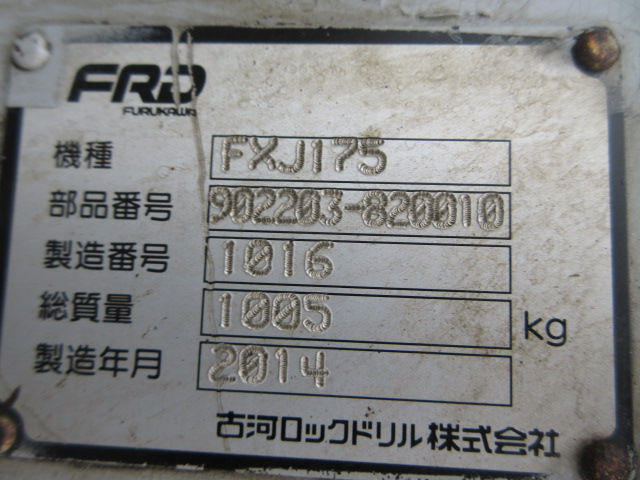 FRD
FURUKAWA
機種 FXJ175
部品番号 902203-820010
製造番号 1016
総質量 1005 kg
製造年月 2014
古河ロックドリル株式会社